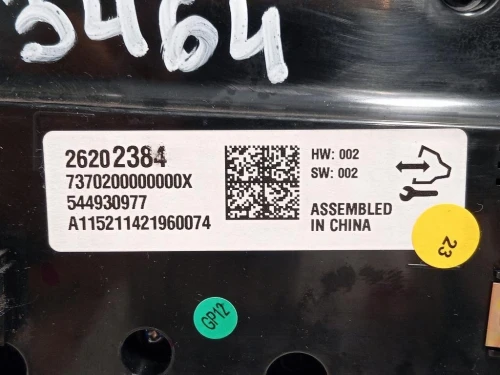 3464
26202384
7370200000000X
544930977
A115211421960074
HW: 002
SW: 002
ASSEMBLED
IN CHINA
23
GP12